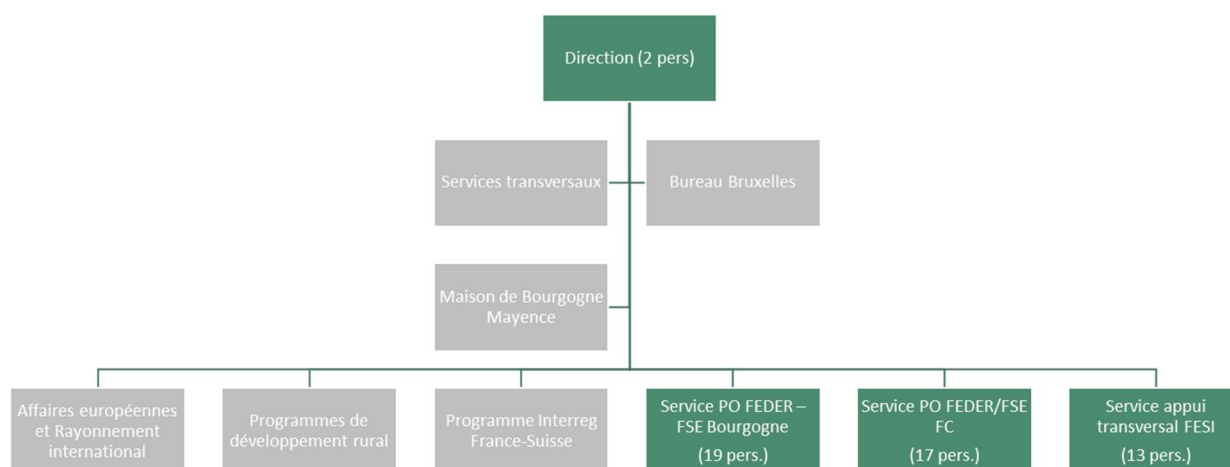 Direction (2 pers)
Services transversaux
Bureau Bruxelles
Maison de Bourgogne
Mayence
Affaires européennes
et Rayonnement
international
Programmes de
développement rural
Programme Interreg
France-Suisse
Service PO FEDER –
FSE Bourgogne
(19 pers.)
Service PO FEDER/FSE
FC
(17 pers.)
Service appui
transversal FESI
(13 pers.)